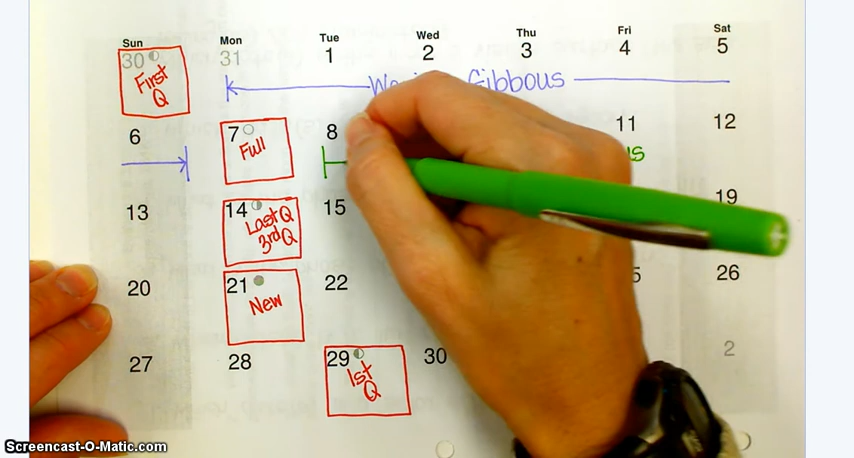 Sun Mon Tue Wed Thu Fri Sat
30 31 1 2 3 4 5
First
Q
Gibbous
6 7 8 11 12
Full
13 14 15 19
Last Q
3rd Q
20 21 22 26
New
27 28 29 30 2
1st
Q
Screencast-O-Matic.com